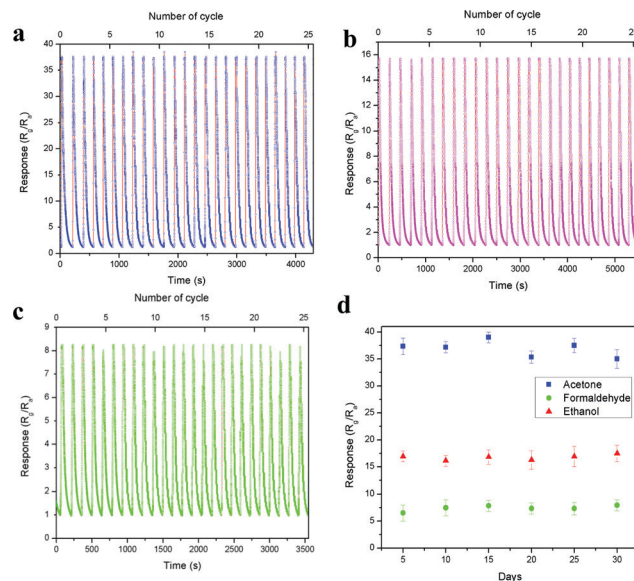 a
Number of cycle
0 5 10 15 20 25
40
35
30
25
20
15
10
5
0
Response (Rg/Ra)
0 1000 2000 3000 4000
Time (s)
b
Number of cycle
0 5 10 15 20 25
16
14
12
10
8
6
4
2
0
Response (Rg/Ra)
0 1000 2000 3000 4000 5000
Time (s)
c
Number of cycle
0 5 10 15 20 25
9
8
7
6
5
4
3
2
1
0
Response (Rg/Ra)
0 500 1000 1500 2000 2500 3000 3500
Time (s)
d
40
35
30
25
20
15
10
5
0
Response (Rg/Ra)
Acetone
Formaldehyde
Ethanol
5 10 15 20 25 30
Days